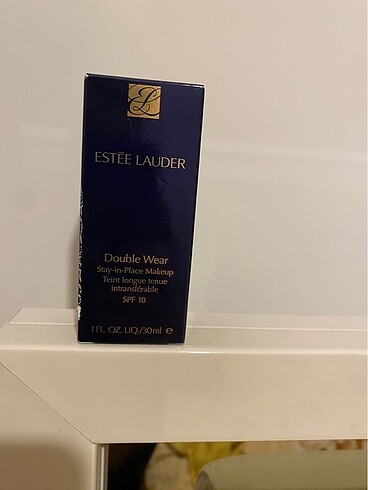 ESTĒE LAUDER
Double Wear
Stay-in-Place Makeup
Teint longue tenue
intransférable
SPF 10
1 FL. OZ. LIQ./30ml e